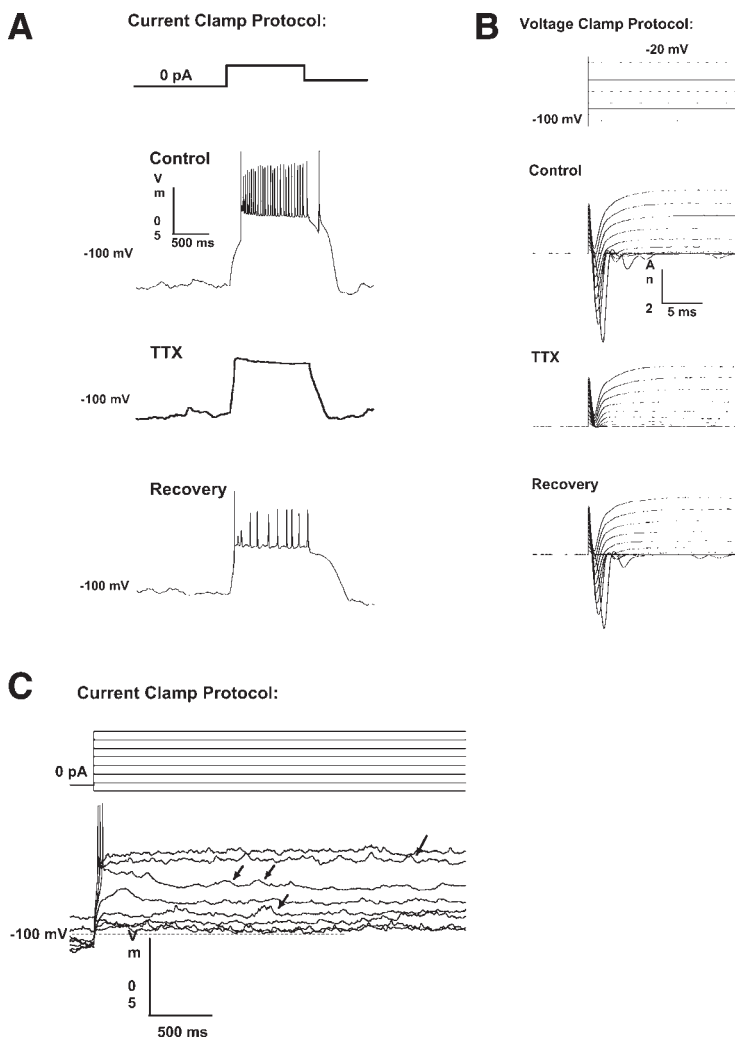 A
Current Clamp Protocol:
0 pA
Control
V
m
0
5
500 ms
-100 mV
TTX
-100 mV
Recovery
-100 mV
B
Voltage Clamp Protocol:
-20 mV
-100 mV
Control
A
n
2
5 ms
TTX
Recovery
C
Current Clamp Protocol:
0 pA
-100 mV
V
m
0
5
500 ms